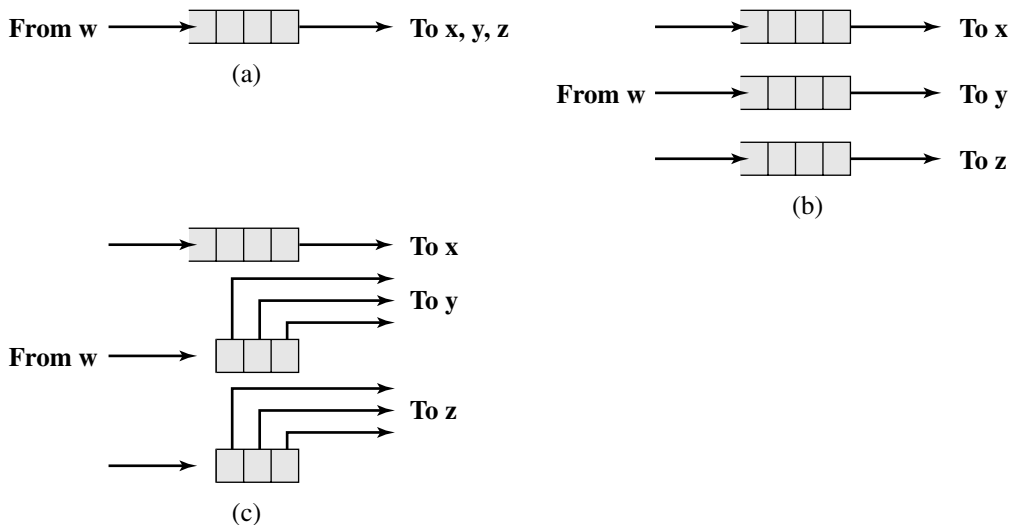 From w
To x, y, z
(a)
To x
From w
To y
To z
(b)
To x
To y
From w
To z
(c)